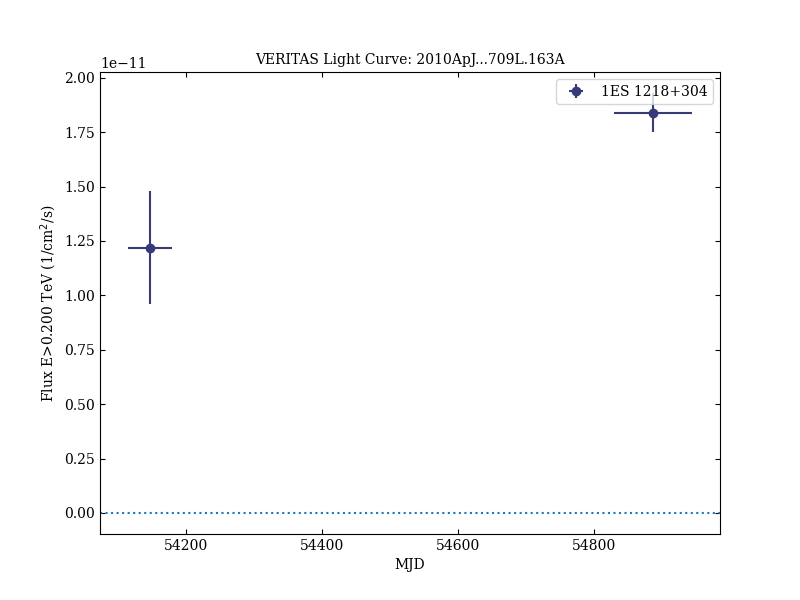 VERITAS Light Curve: 2010ApJ...709L.163A
1e−11
2.00
1.75
1.50
1.25
1.00
0.75
0.50
0.25
0.00
Flux E>0.200 TeV (1/cm²/s)
1ES 1218+304
54200 54400 54600 54800
MJD